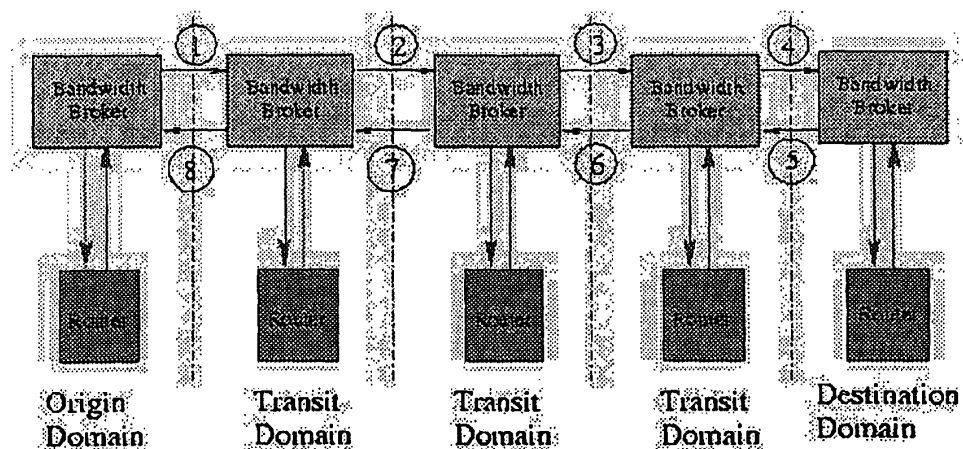 1 2 3 4
Bandwidth Broker
Bandwidth Broker
Bandwidth Broker
Bandwidth Broker
Bandwidth Broker
8 7 6 5
Router Router Router Router Router
Origin Domain
Transit Domain
Transit Domain
Transit Domain
Destination Domain